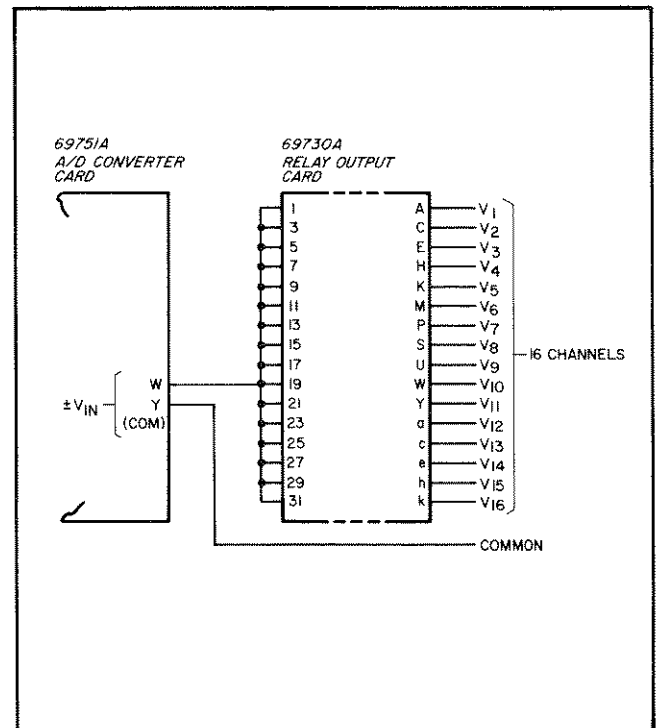 69751A
A/D CONVERTER
CARD
69730A
RELAY OUTPUT
CARD
1 A V1
3 C V2
5 E V3
7 H V4
9 K V5
11 M V6
13 P V7
15 S V8
17 U V9
W 19 W V10
Y 21 Y V11
(COM) 23 a V12
25 c V13
27 e V14
29 h V15
31 k V16
±VIN
16 CHANNELS
COMMON